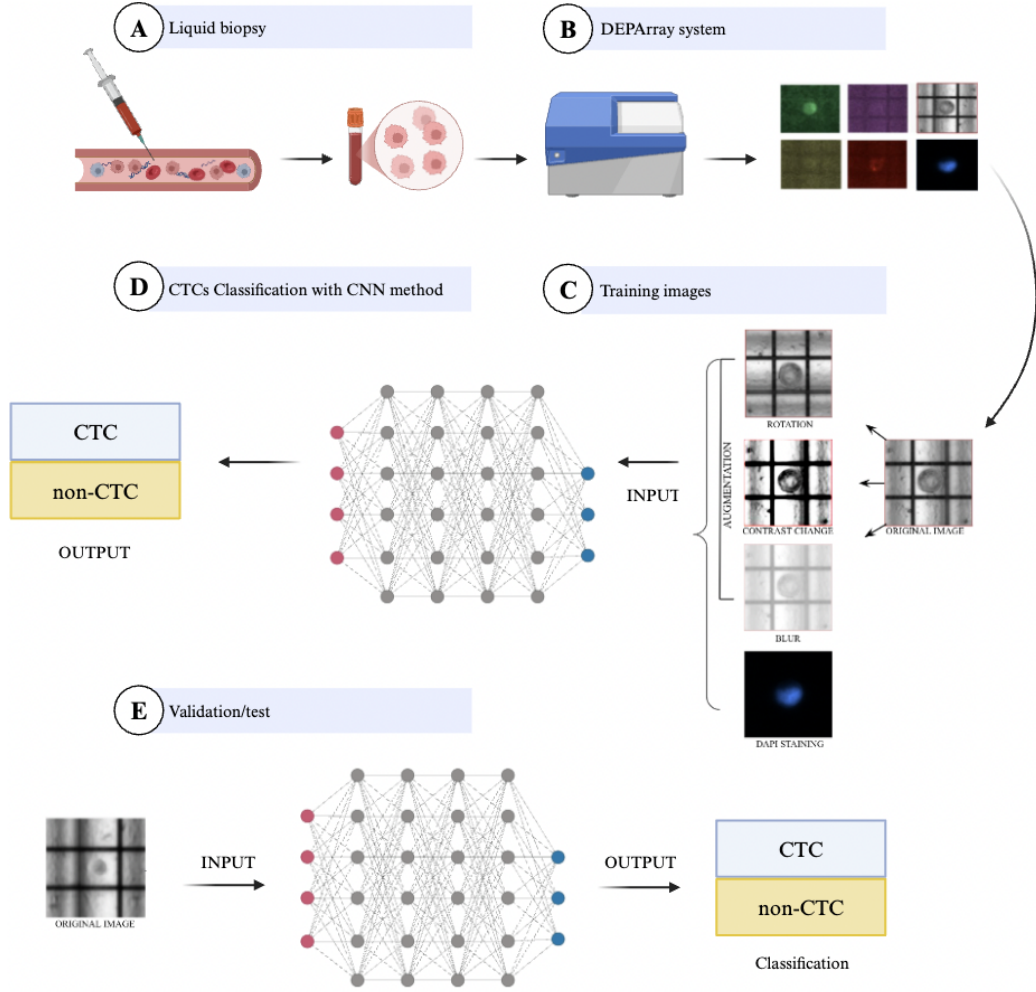 A
Liquid biopsy
B
DEPArray system
D
CTCs Classification with CNN method
C
Training images
ROTATION
AUGMENTATION
CONTRAST CHANGE
ORIGINAL IMAGE
BLUR
DAPI STAINING
INPUT
CTC
non-CTC
OUTPUT
E
Validation/test
ORIGINAL IMAGE
INPUT
OUTPUT
CTC
non-CTC
Classification